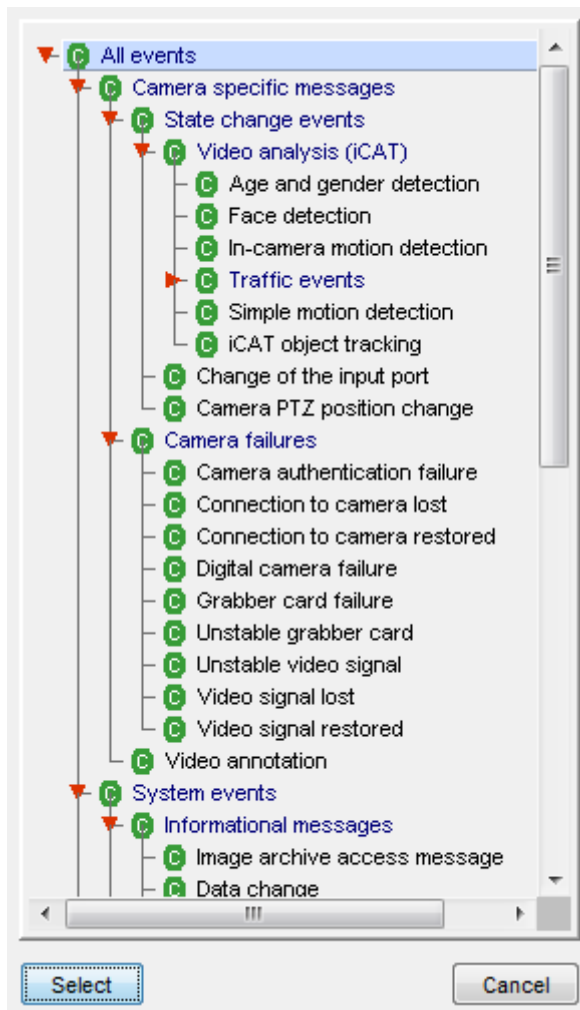 All events
Camera specific messages
State change events
Video analysis (iCAT)
Age and gender detection
Face detection
In-camera motion detection
Traffic events
Simple motion detection
iCAT object tracking
Change of the input port
Camera PTZ position change
Camera failures
Camera authentication failure
Connection to camera lost
Connection to camera restored
Digital camera failure
Grabber card failure
Unstable grabber card
Unstable video signal
Video signal lost
Video signal restored
Video annotation
System events
Informational messages
Image archive access message
Data change
Select Cancel